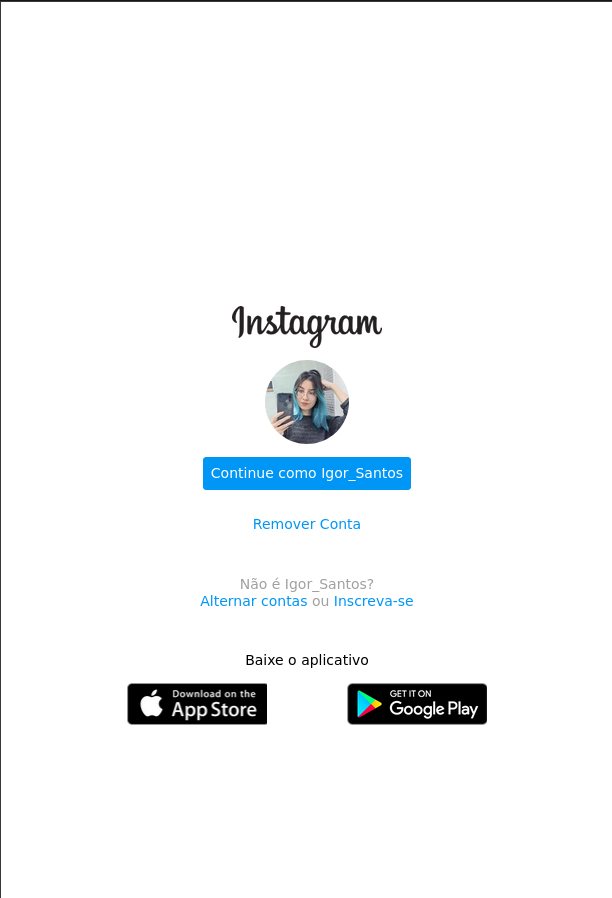 Instagram
Continue como Igor_Santos
Remover Conta
Não é Igor_Santos?
Alternar contas ou Inscreva-se
Baixe o aplicativo
Download on the
App Store
GET IT ON
Google Play